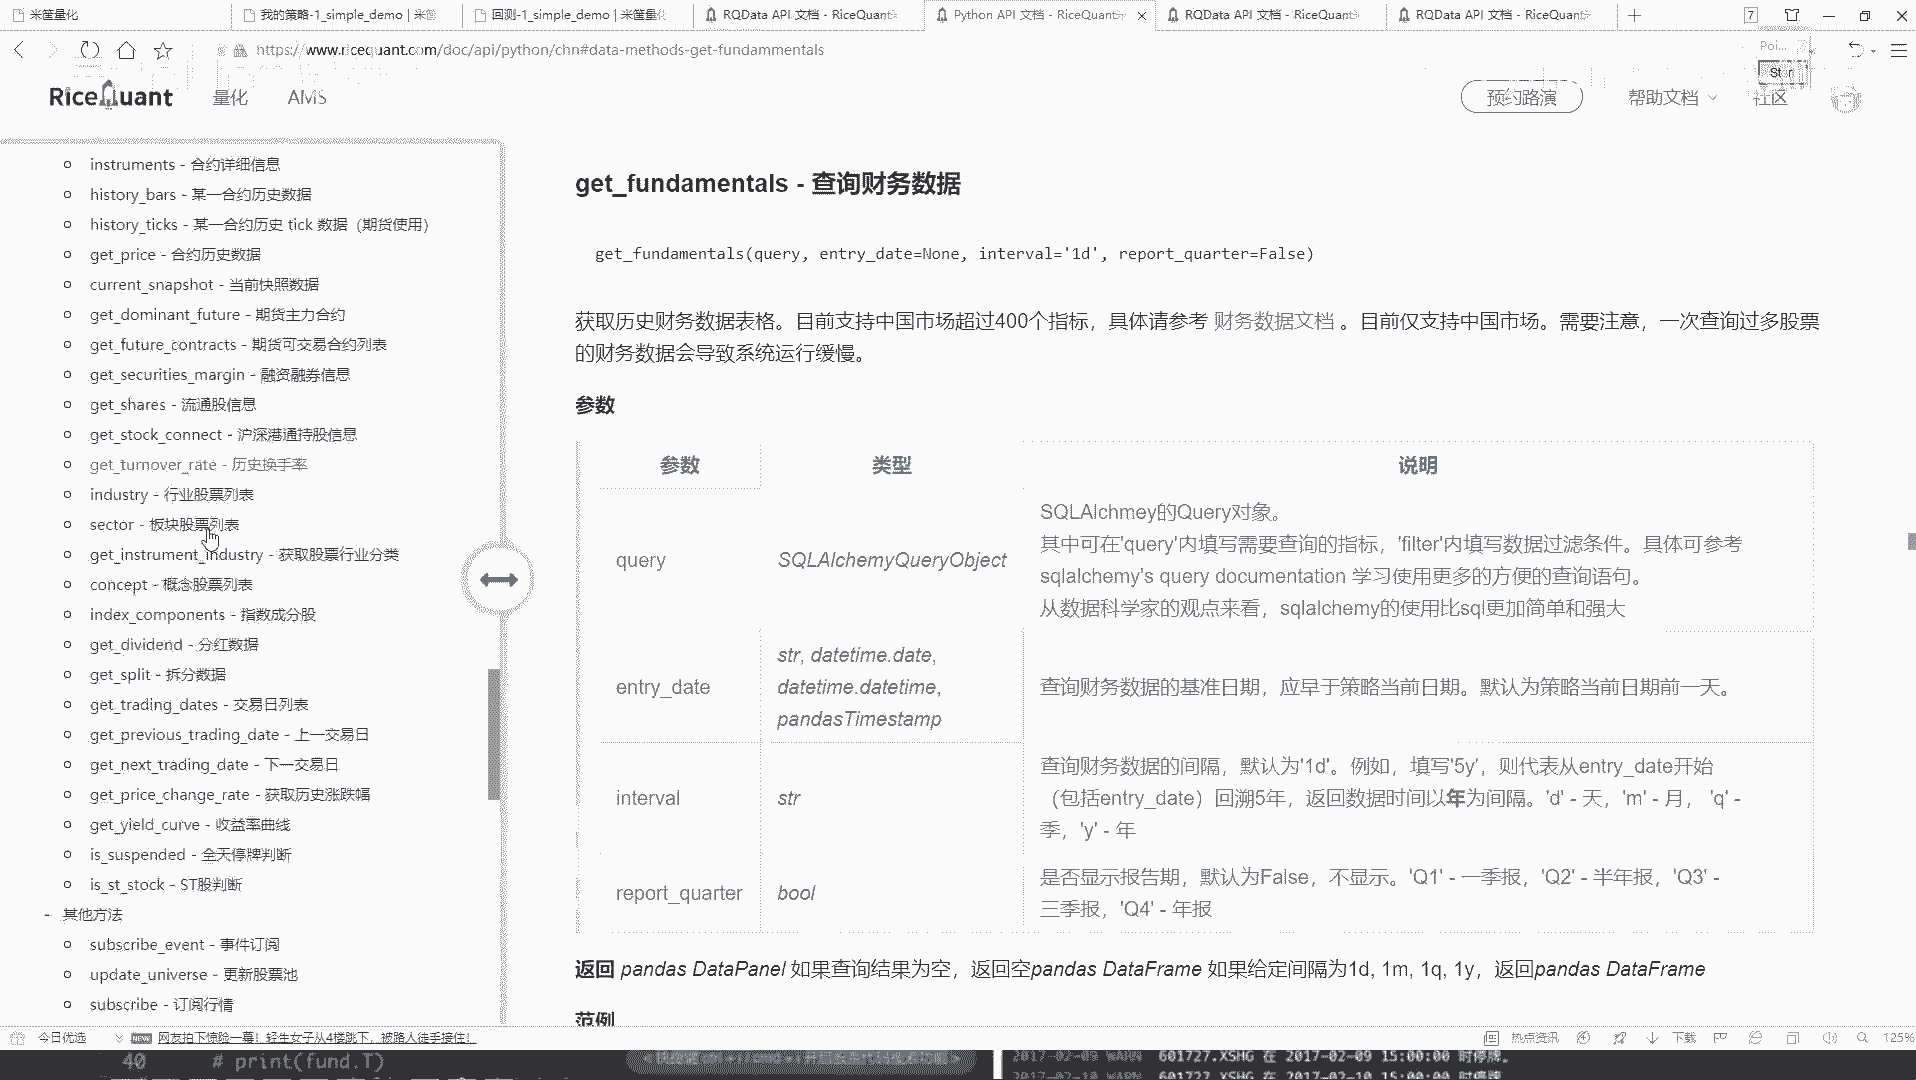 米筐量化
我的策略-1_simple_demo | 米筐
回测-1_simple_demo | 米筐量化
RQData API 文档 - RiceQuant
Python API 文档 - RiceQuant
RQData API 文档 - RiceQuant
RQData API 文档 - RiceQuant
7
https://www.ricequant.com/doc/api/python/chn#data-methods-get-fundammentals
Poi...
RiceQuant
量化
AMS
预约路演
帮助文档
社区
instruments - 合约详细信息
history_bars - 某一合约历史数据
history_ticks - 某一合约历史 tick 数据（期货使用）
get_price - 合约历史数据
current_snapshot - 当前快照数据
get_dominant_future - 期货主力合约
get_future_contracts - 期货可交易合约列表
get_securities_margin - 融资融券信息
get_shares - 流通股信息
get_stock_connect - 沪深港通持股信息
get_turnover_rate - 历史换手率
industry - 行业股票列表
sector - 板块股票列表
get_instrument_industry - 获取股票行业分类
concept - 概念股票列表
index_components - 指数成分股
get_dividend - 分红数据
get_split - 拆分数据
get_trading_dates - 交易日列表
get_previous_trading_date - 上一交易日
get_next_trading_date - 下一交易日
get_price_change_rate - 获取历史涨跌幅
get_yield_curve - 收益率曲线
is_suspended - 全天停牌判断
is_st_stock - ST股判断
- 其他方法
subscribe_event - 事件订阅
update_universe - 更新股票池
subscribe - 订阅行情
get_fundamentals - 查询财务数据
get_fundamentals(query, entry_date=None, interval='1d', report_quarter=False)
获取历史财务数据表格。目前支持中国市场超过400个指标，具体请参考 财务数据文档 。目前仅支持中国市场。需要注意，一次查询过多股票
的财务数据会导致系统运行缓慢。
参数
参数 类型 说明
query
SQLAlchemyQueryObject
SQLAlchmey的Query对象。
其中可在'query'内填写需要查询的指标，'filter'内填写数据过滤条件。具体可参考
sqlalchemy's query documentation 学习使用更多的方便的查询语句。
从数据科学家的观点来看，sqlalchemy的使用比sql更加简单和强大
entry_date
str, datetime.date,
datetime.datetime,
pandasTimestamp
查询财务数据的基准日期，应早于策略当前日期。默认为策略当前日期前一天。
interval
str
查询财务数据的间隔，默认为'1d'。例如，填写'5y'，则代表从entry_date开始
（包括entry_date）回溯5年，返回数据时间以年为间隔。'd' - 天，'m' - 月， 'q' -
季，'y' - 年
report_quarter
bool
是否显示报告期，默认为False，不显示。'Q1' - 一季报，'Q2' - 半年报，'Q3' -
三季报，'Q4' - 年报
返回 pandas DataPanel 如果查询结果为空，返回空pandas DataFrame 如果给定间隔为1d, 1m, 1q, 1y，返回pandas DataFrame
范例
今日优选
NEW
网友拍下惊险一幕！轻生女子从4楼跳下，被路人徒手接住！
热点资讯
下载
125%
40 # print(fund.T)
2017-02-09 WARN 601727.XSHG 在 2017-02-09 15:00:00 时停牌。
2017-02-10 WARN 601727.XSHG 在 2017-02-10 15:00:00 时停牌。